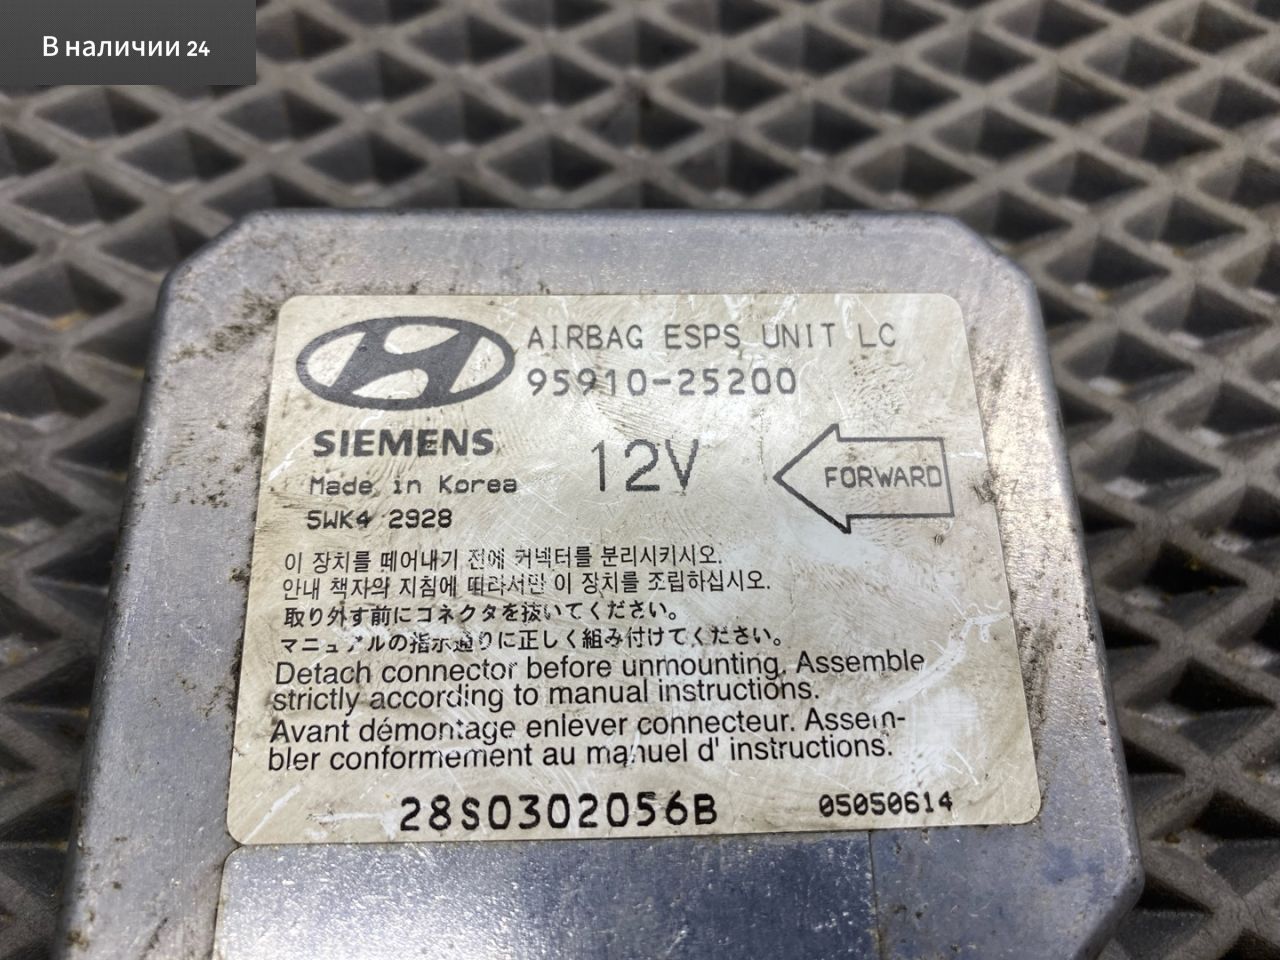 В наличии 24
AIRBAG ESPS UNIT LC
95910-25200
SIEMENS
12V
FORWARD
Made in Korea
5WK4 2928
이 장치를 떼어내기 전에 커넥터를 분리시키시오.
안내 책자의 지침에 따라서만 이 장치를 조립하십시오.
取り外す前にコネクタを抜いてください。
マニュアルの指示通りに正しく組み付けてください。
Detach connector before unmounting. Assemble
strictly according to manual instructions.
Avant démontage enlever connecteur. Assem-
bler conformement au manuel d' instructions.
28S0302056B
05050614